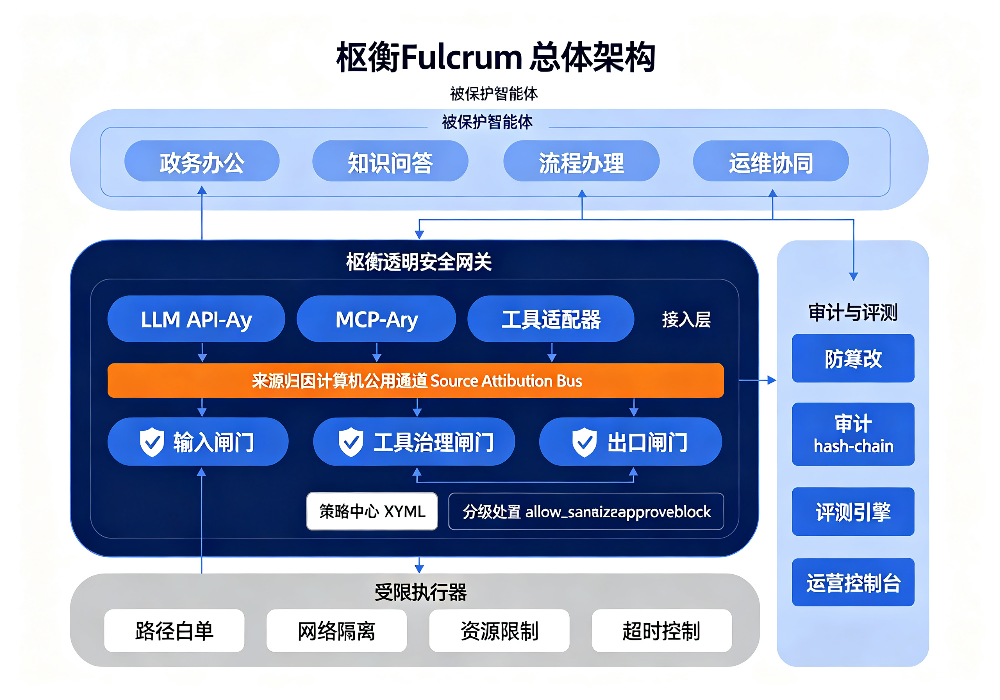 枢衡Fulcrum 总体架构
被保护智能体
被保护智能体
政务办公
知识问答
流程办理
运维协同
枢衡透明安全网关
LLM API-Ay
MCP-Ary
工具适配器
接入层
来源归因计算机公用通道 Source Attibution Bus
输入闸门
工具治理闸门
出口闸门
策略中心 XYML
分级处置
审计与评测
防篡改
审计
hash-chain
评测引擎
运营控制台
受限执行器
路径白单
网络隔离
资源限制
超时控制